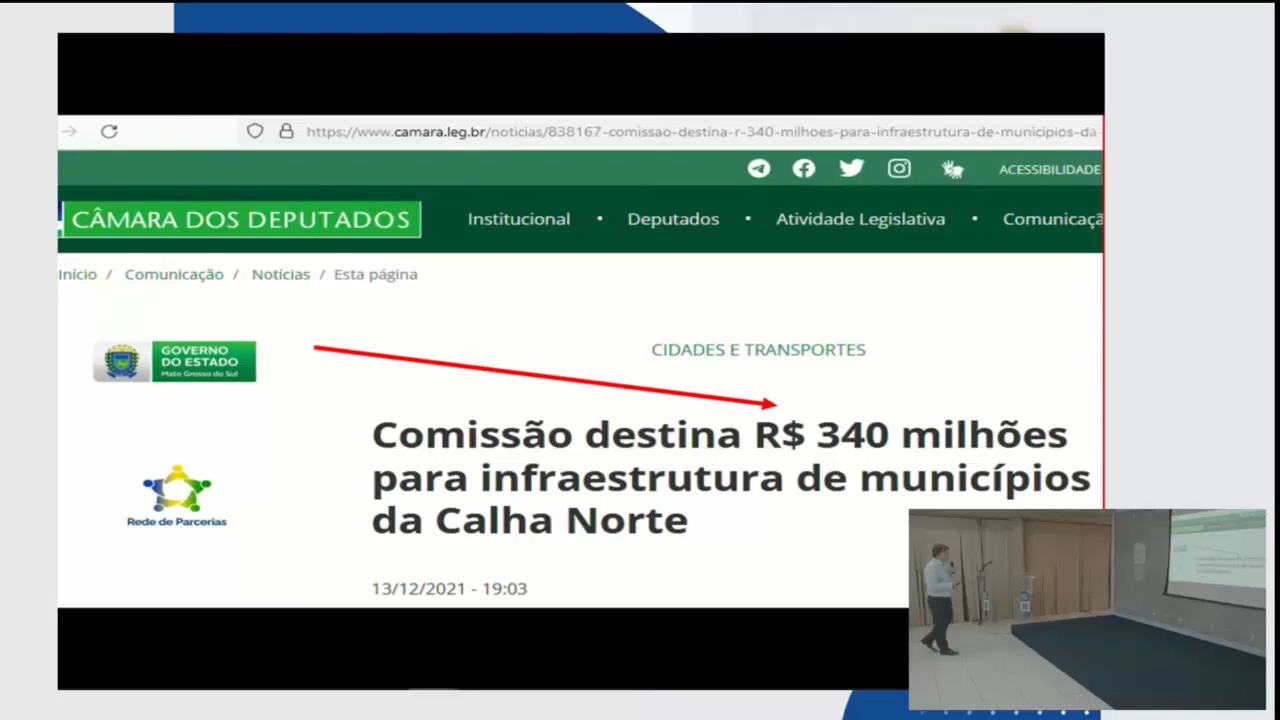 https://www.camara.leg.br/noticias/838167-comissao-destina-r-340-milhoes-para-infraestrutura-de-municipios-da-
ACESSIBILIDADE
CÂMARA DOS DEPUTADOS
Institucional • Deputados • Atividade Legislativa • Comunicaçã
Início / Comunicação / Notícias / Esta página
GOVERNO
DO ESTADO
Mato Grosso do Sul
CIDADES E TRANSPORTES
Comissão destina R$ 340 milhões
para infraestrutura de municípios
da Calha Norte
Rede de Parcerias
13/12/2021 - 19:03